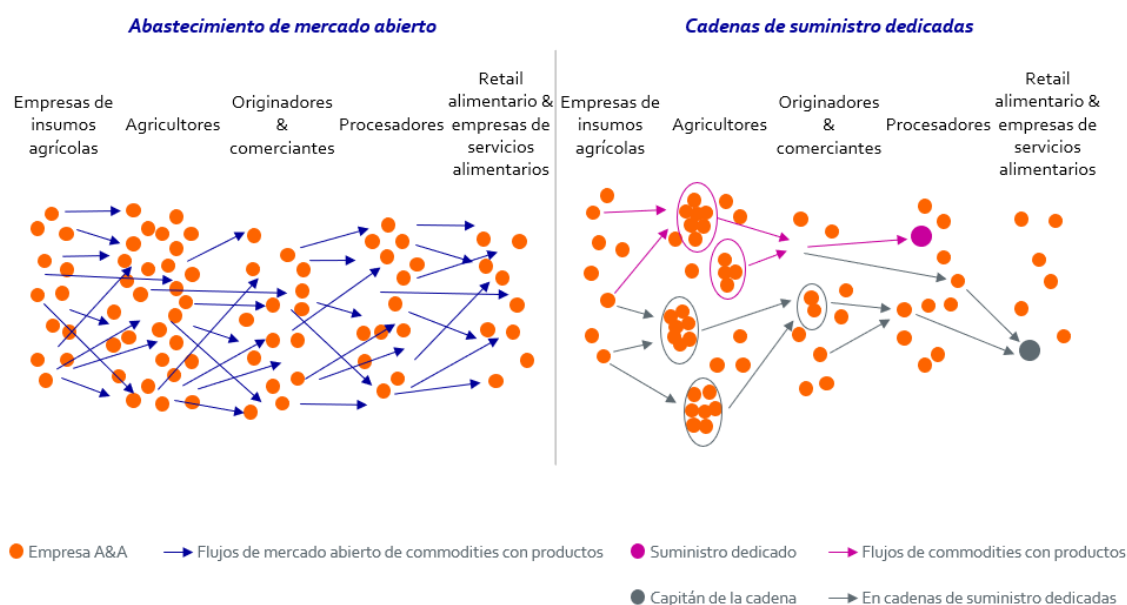 Abastecimiento de mercado abierto
Cadenas de suministro dedicadas
Empresas de
insumos
agrícolas
Agricultores
Originadores
&
comerciantes
Procesadores
Retail
alimentario &
empresas de
servicios
alimentarios
Empresas de
insumos
agrícolas
Agricultores
Originadores
&
comerciantes
Procesadores
Retail
alimentario &
empresas de
servicios
alimentarios
Empresa A&A
Flujos de mercado abierto de commodities con productos
Suministro dedicado
Flujos de commodities con productos
Capitán de la cadena
En cadenas de suministro dedicadas